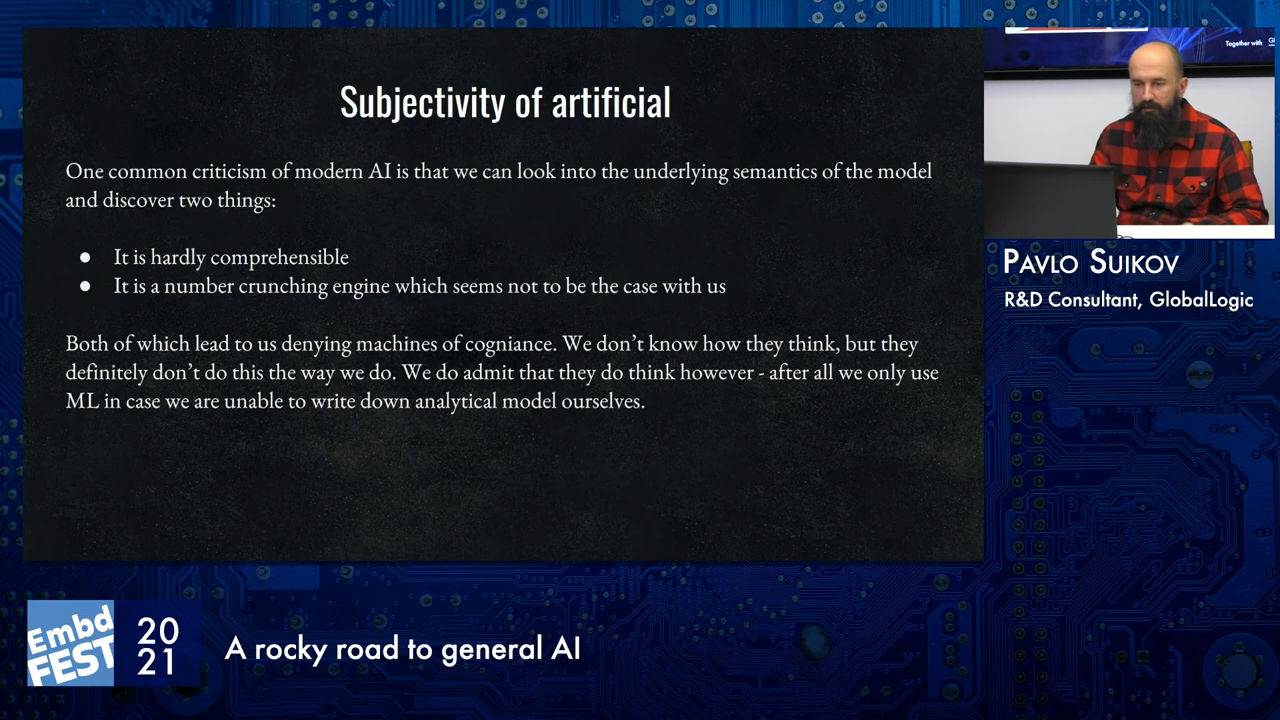 Subjectivity of artificial
One common criticism of modern AI is that we can look into the underlying semantics of the model
and discover two things:
● It is hardly comprehensible
● It is a number crunching engine which seems not to be the case with us
Both of which lead to us denying machines of cogniance. We don’t know how they think, but they
definitely don’t do this the way we do. We do admit that they do think however - after all we only use
ML in case we are unable to write down analytical model ourselves.
Together with
PAVLO SUIKOV
R&D Consultant, GlobalLogic
Embd
FEST
20
21
A rocky road to general AI